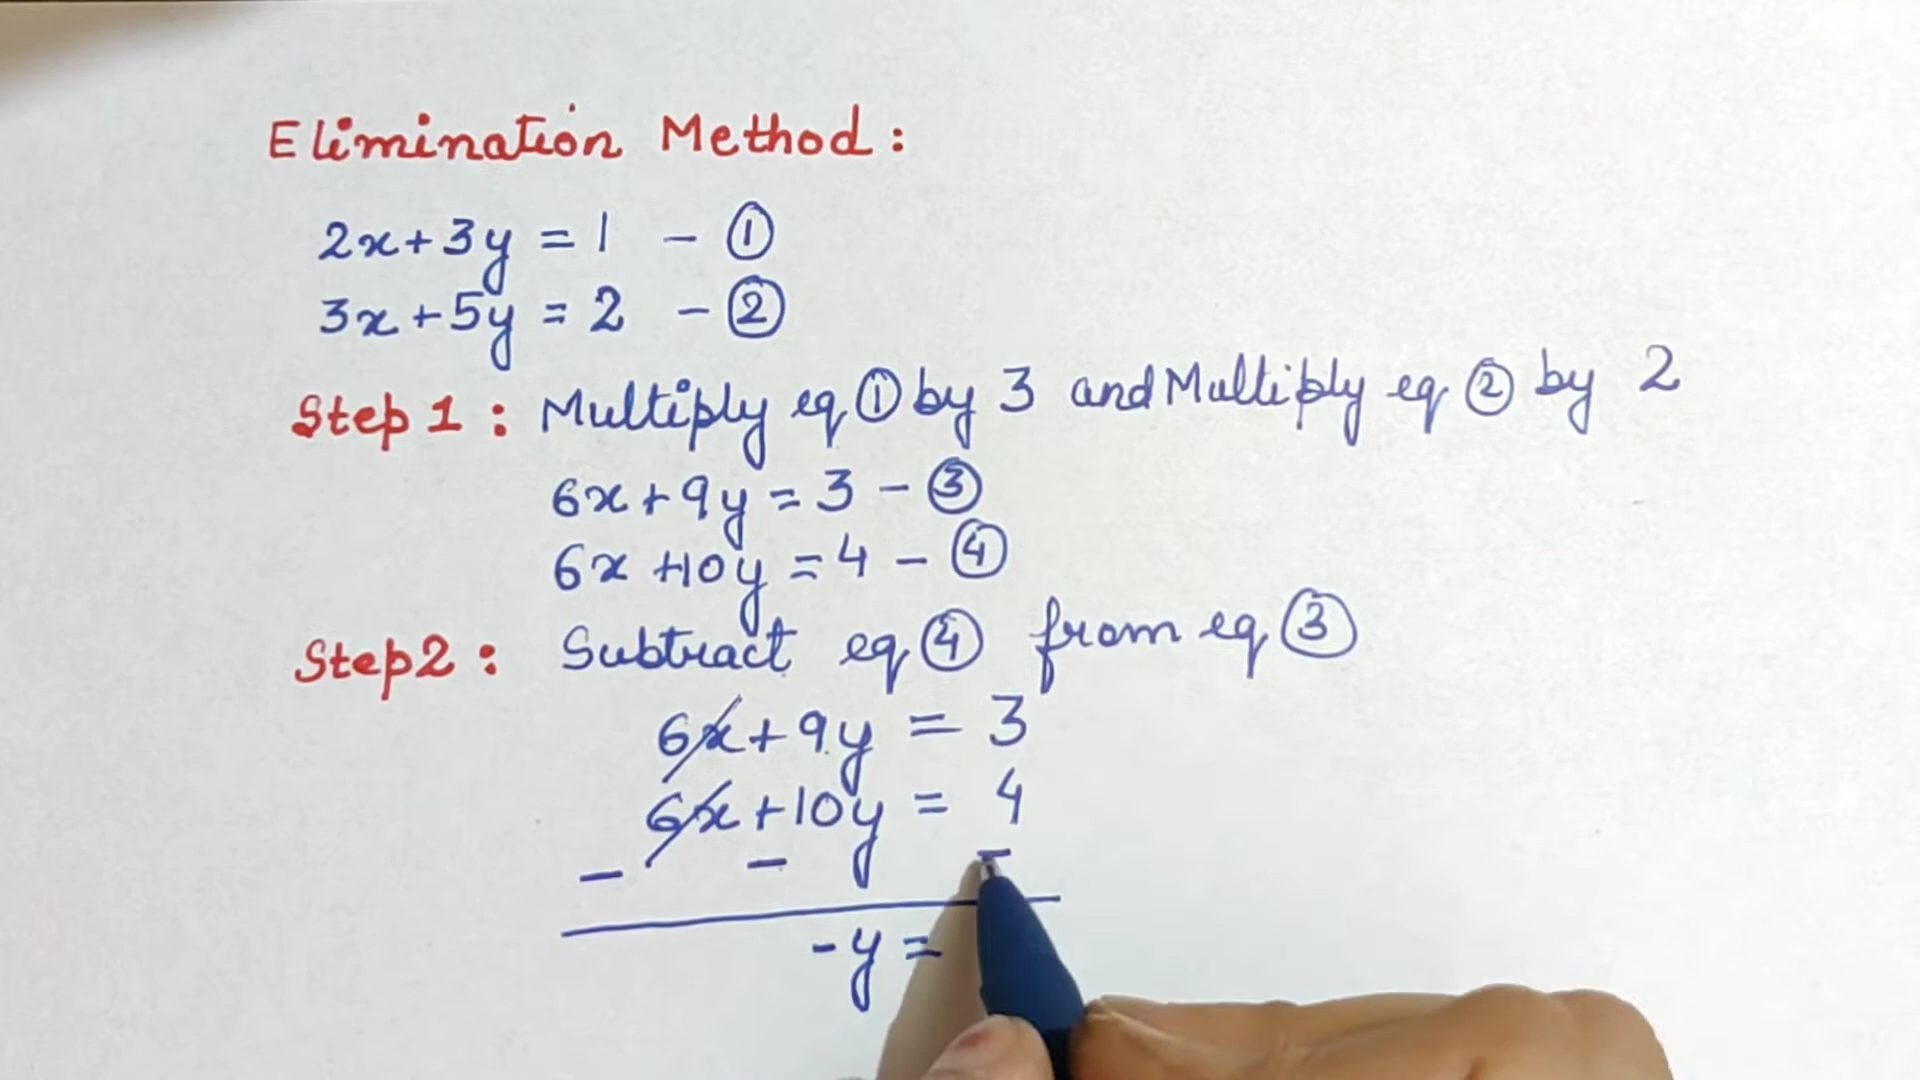 Elimination Method:
2x+3y = 1 - ①
3x+5y = 2 - ②
Step 1: Multiply eq ① by 3 and Multiply eq ② by 2
6x+9y = 3 - ③
6x+10y = 4 - ④
Step 2: Subtract eq ④ from eq ③
6x+9y = 3
6x+10y = 4
- - -
-y =